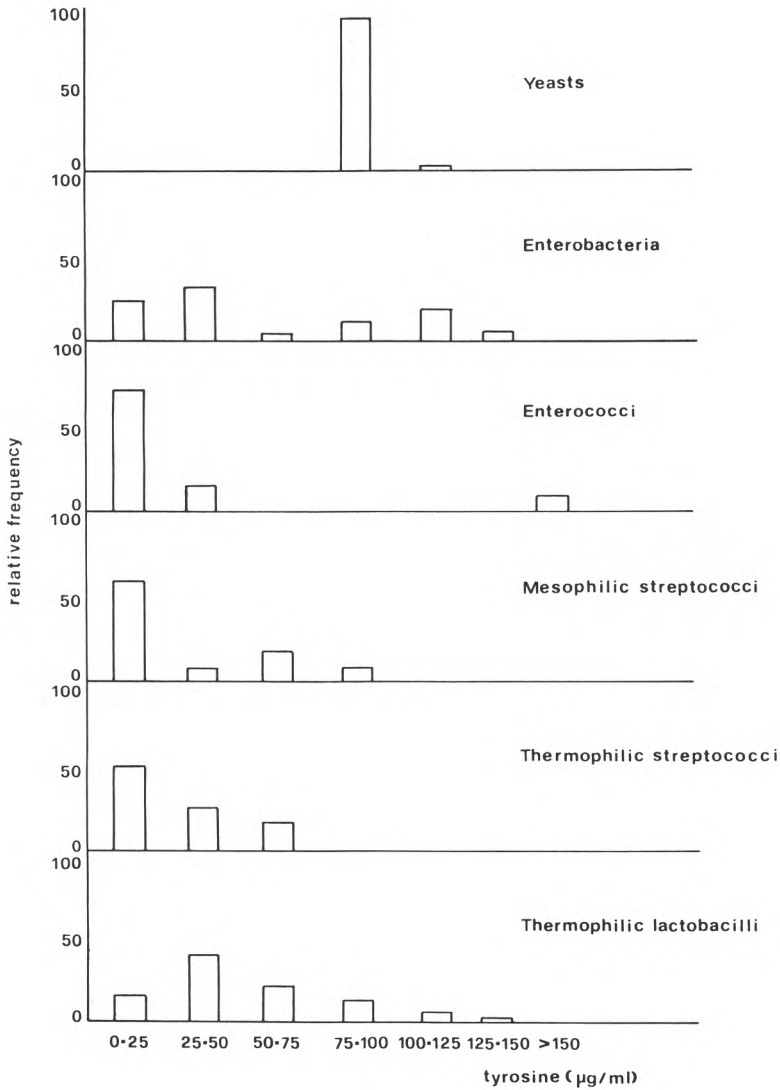 100
50
0
Yeasts
100
50
0
Enterobacteria
100
50
0
Enterococci
100
50
0
Mesophilic streptococci
100
50
0
Thermophilic streptococci
100
50
0
Thermophilic lactobacilli
relative frequency
0·25 25·50 50·75 75·100 100·125 125·150 >150
tyrosine (µg/ml)